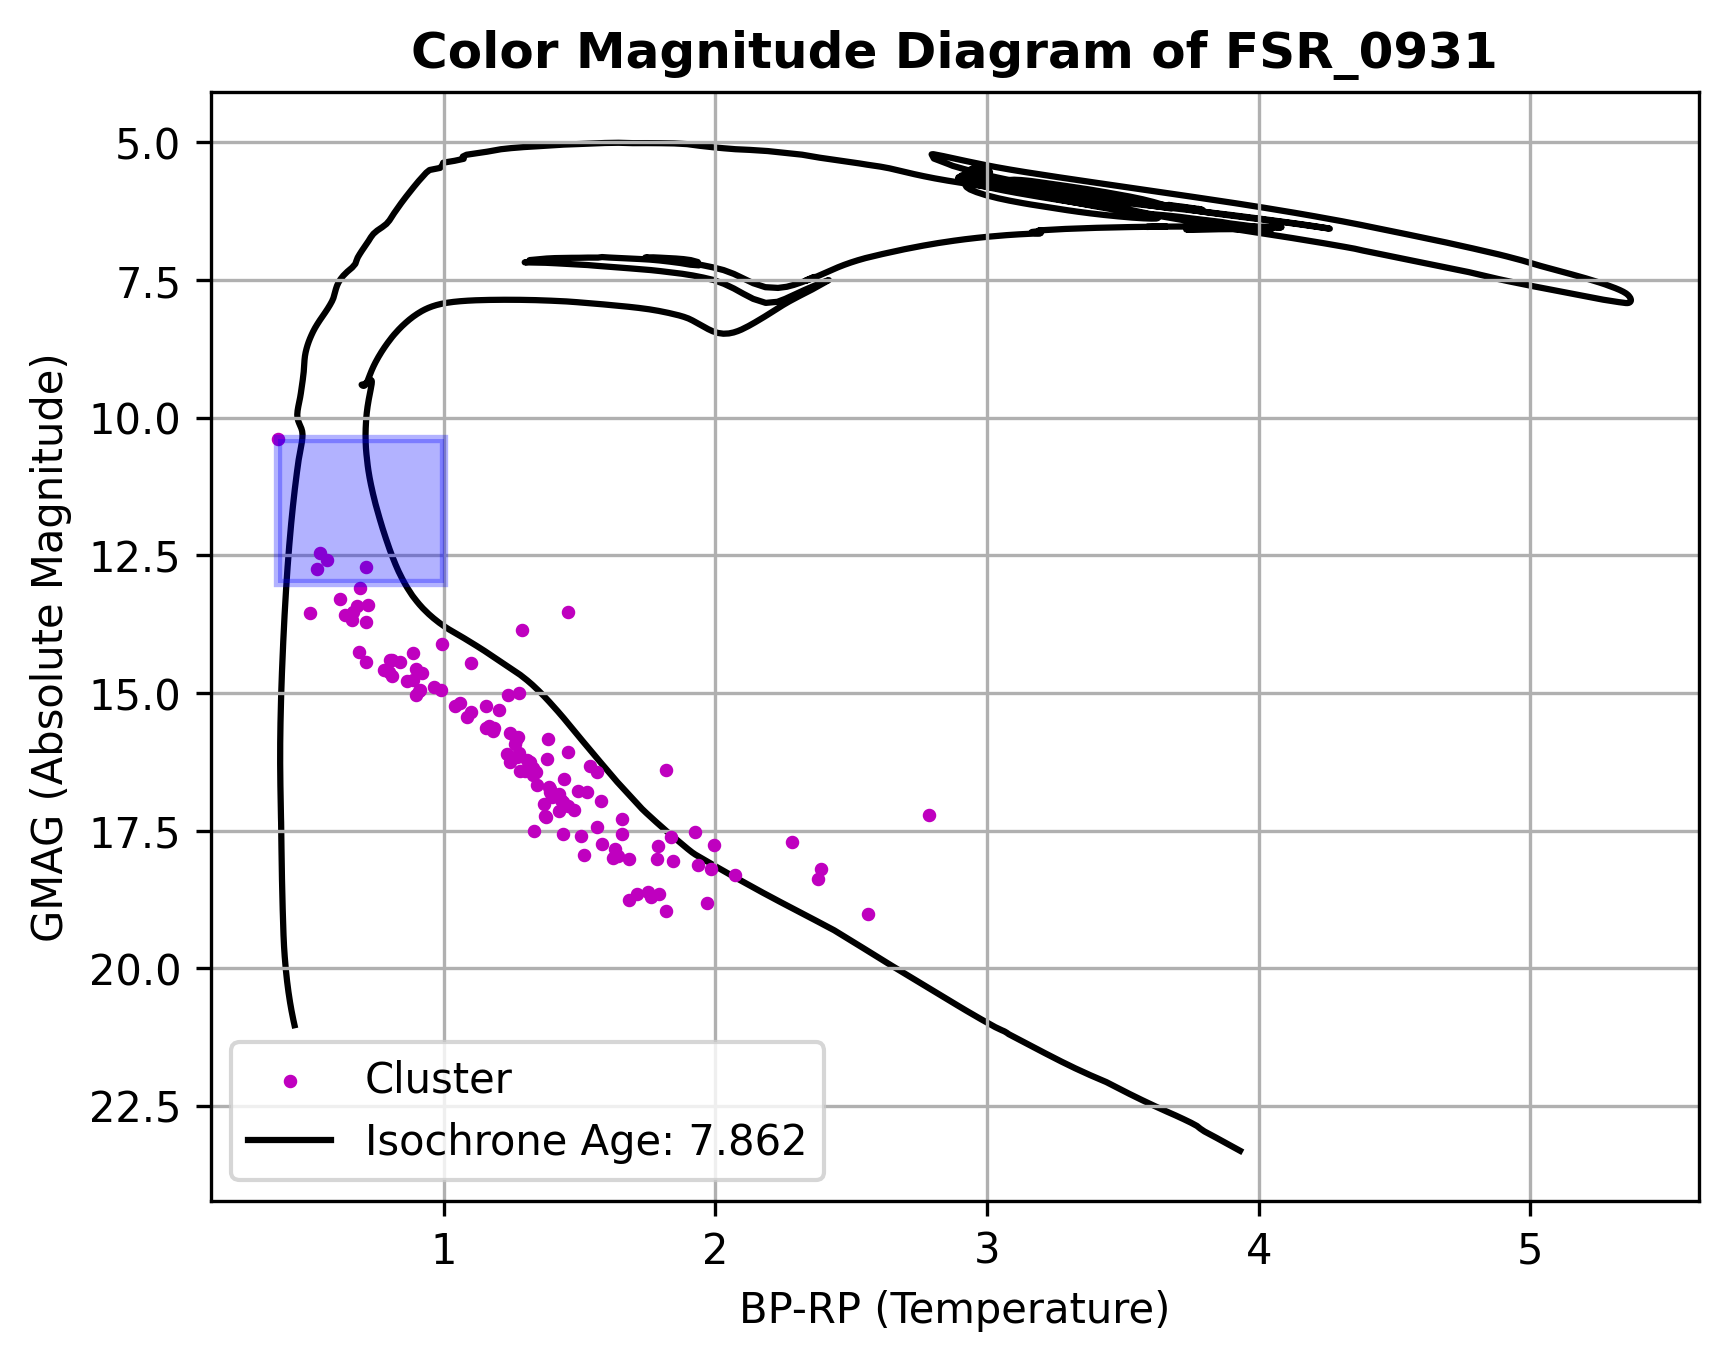 Color Magnitude Diagram of FSR_0931
GMAG (Absolute Magnitude)
5.0
7.5
10.0
12.5
15.0
17.5
20.0
22.5
Cluster
Isochrone Age: 7.862
1 2 3 4 5
BP-RP (Temperature)